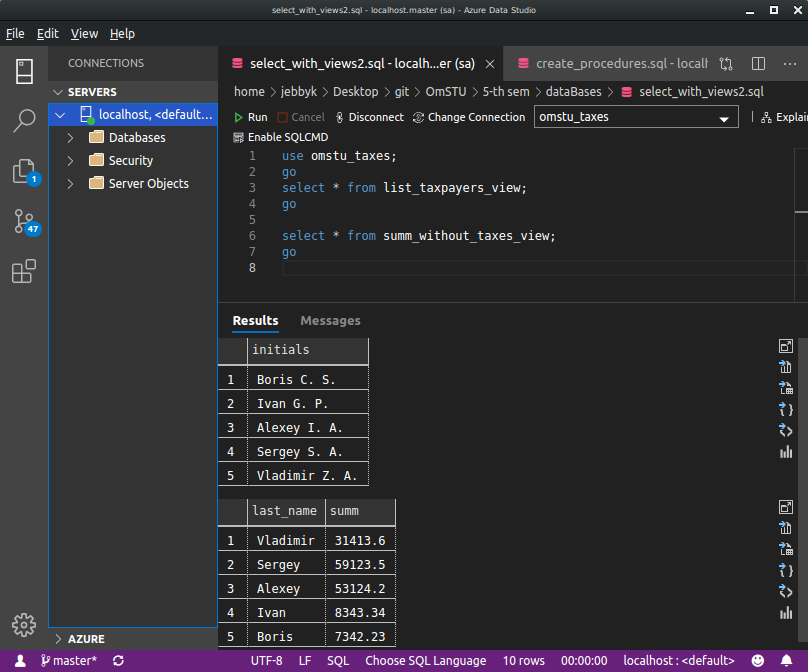 select_with_views2.sql - localhost.master (sa) - Azure Data Studio
File Edit View Help
CONNECTIONS
SERVERS
localhost, <default...
Databases
Security
Server Objects
AZURE
1
47
select_with_views2.sql - localh...er (sa)
create_procedures.sql - localh
home > jebbyk > Desktop > git > OmSTU > 5-th sem > dataBases > select_with_views2.sql
Run Cancel Disconnect Change Connection omstu_taxes Explain
Enable SQLCMD
1 use omstu_taxes;
2 go
3 select * from list_taxpayers_view;
4 go
5
6 select * from summ_without_taxes_view;
7 go
8
Results Messages
initials
1 Boris C. S.
2 Ivan G. P.
3 Alexey I. A.
4 Sergey S. A.
5 Vladimir Z. A.
last_name summ
1 Vladimir 31413.6
2 Sergey 59123.5
3 Alexey 53124.2
4 Ivan 8343.34
5 Boris 7342.23
master* UTF-8 LF SQL Choose SQL Language 10 rows 00:00:00 localhost : <default>